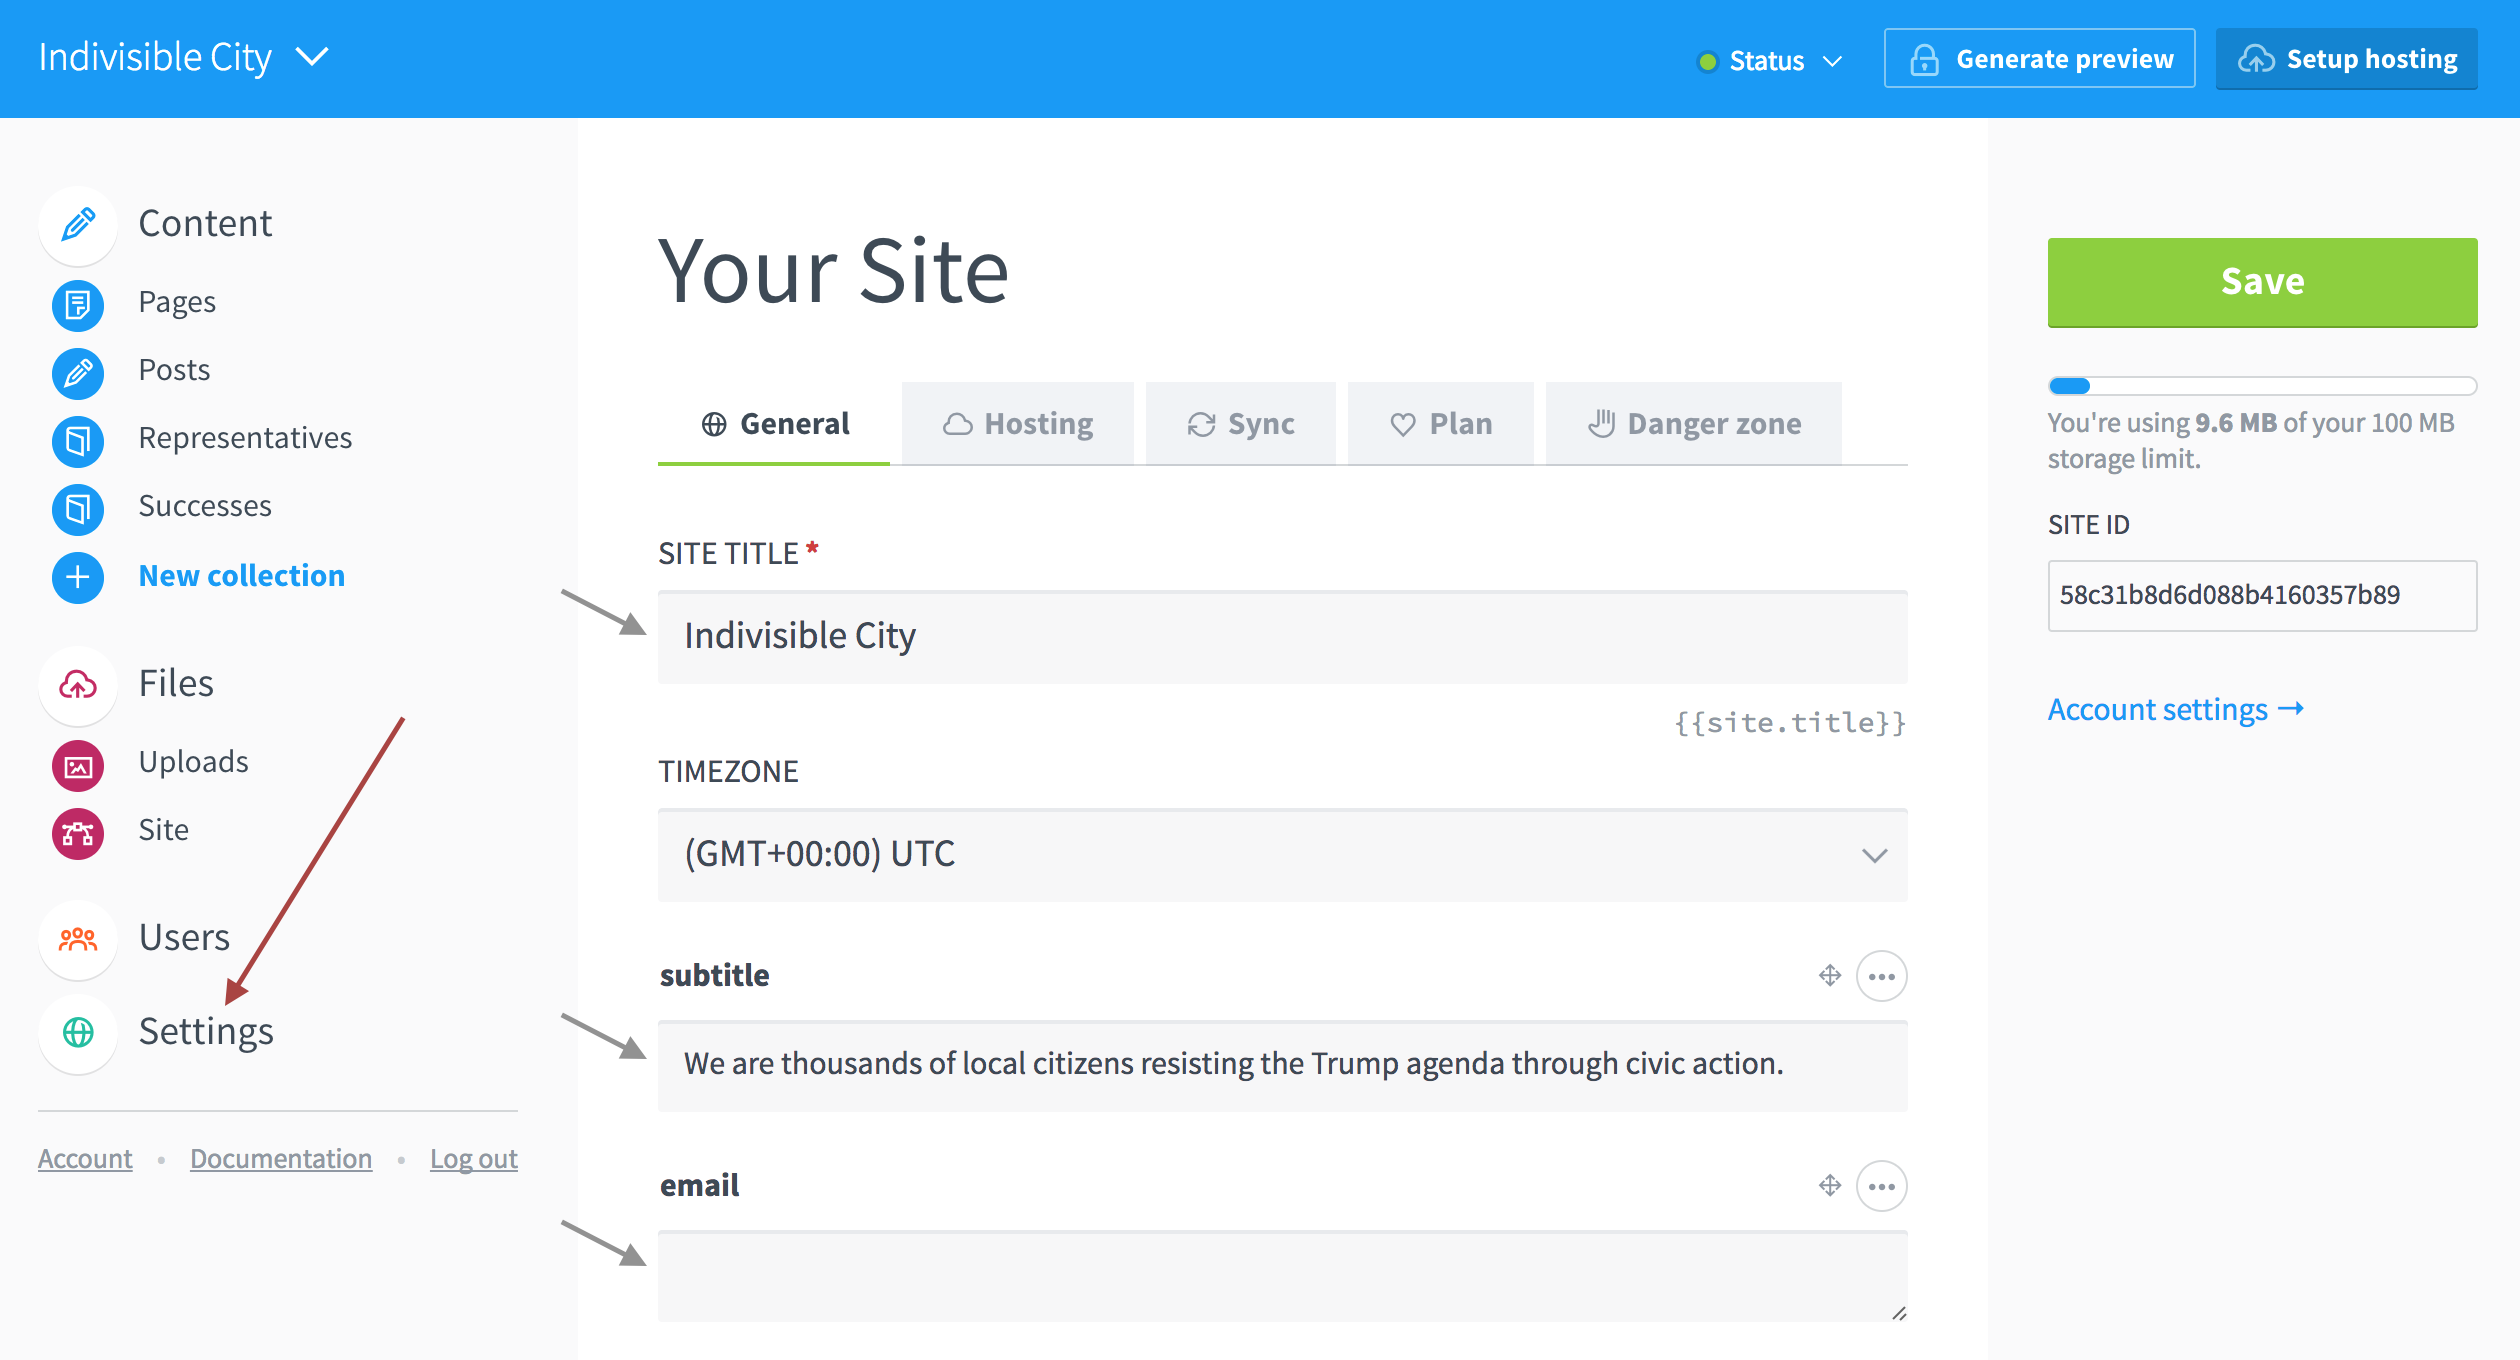 Indivisible City
Status
Generate preview
Setup hosting
Content
Pages
Posts
Representatives
Successes
New collection
Files
Uploads
Site
Users
Settings
Account • Documentation • Log out
Your Site
General
Hosting
Sync
Plan
Danger zone
SITE TITLE *
Indivisible City
{{site.title}}
TIMEZONE
(GMT+00:00) UTC
subtitle
We are thousands of local citizens resisting the Trump agenda through civic action.
email
Save
You're using 9.6 MB of your 100 MB
storage limit.
SITE ID
58c31b8d6d088b4160357b89
Account settings →